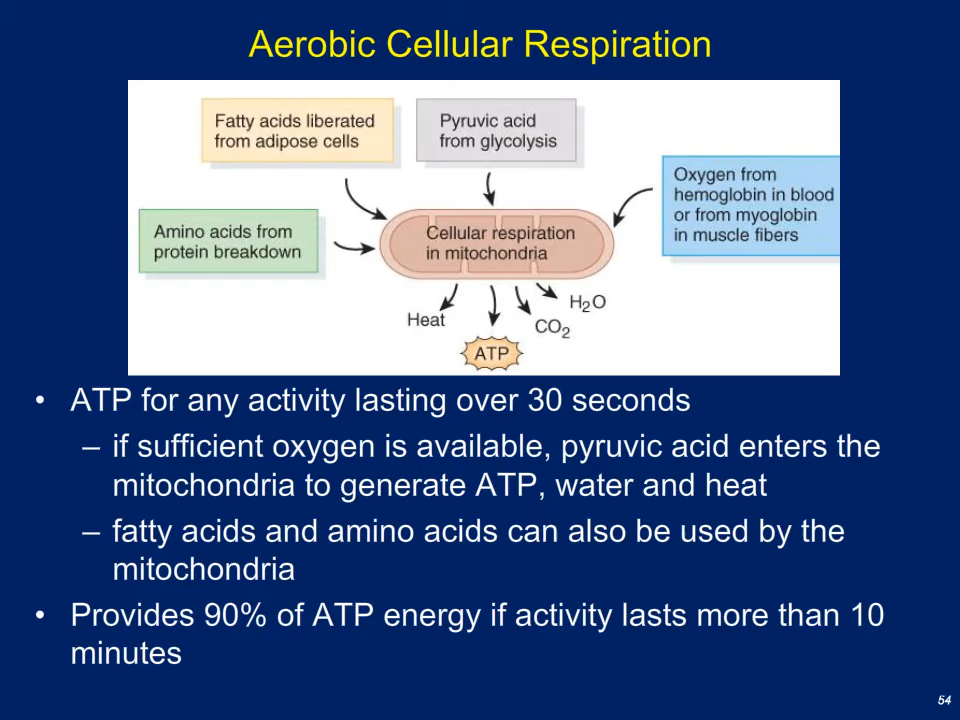 Aerobic Cellular Respiration
Fatty acids liberated
from adipose cells
Pyruvic acid
from glycolysis
Oxygen from
hemoglobin in blood
or from myoglobin
in muscle fibers
Amino acids from
protein breakdown
Cellular respiration
in mitochondria
Heat
ATP
CO₂
H₂O
• ATP for any activity lasting over 30 seconds
– if sufficient oxygen is available, pyruvic acid enters the
mitochondria to generate ATP, water and heat
– fatty acids and amino acids can also be used by the
mitochondria
• Provides 90% of ATP energy if activity lasts more than 10
minutes
54